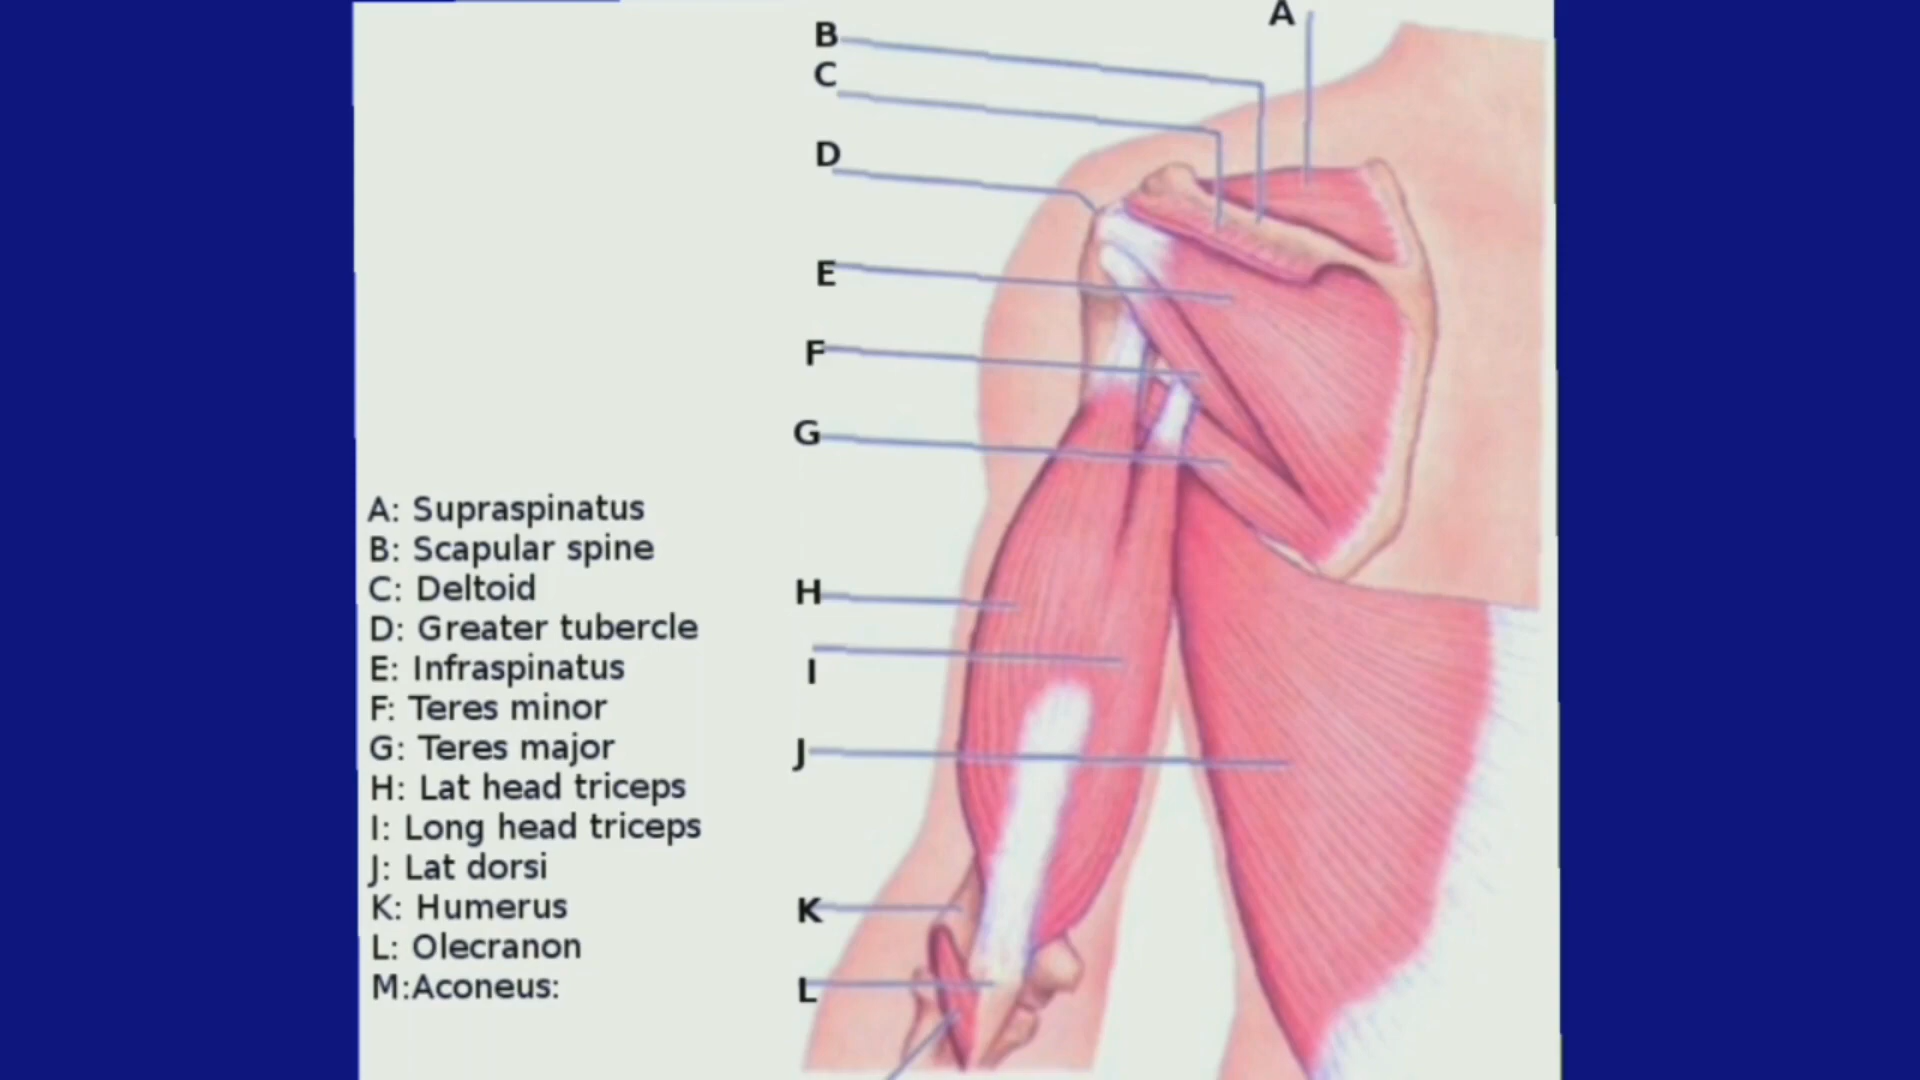 A
B
C
D
E
F
G
H
I
J
K
L
A: Supraspinatus
B: Scapular spine
C: Deltoid
D: Greater tubercle
E: Infraspinatus
F: Teres minor
G: Teres major
H: Lat head triceps
I: Long head triceps
J: Lat dorsi
K: Humerus
L: Olecranon
M:Aconeus: